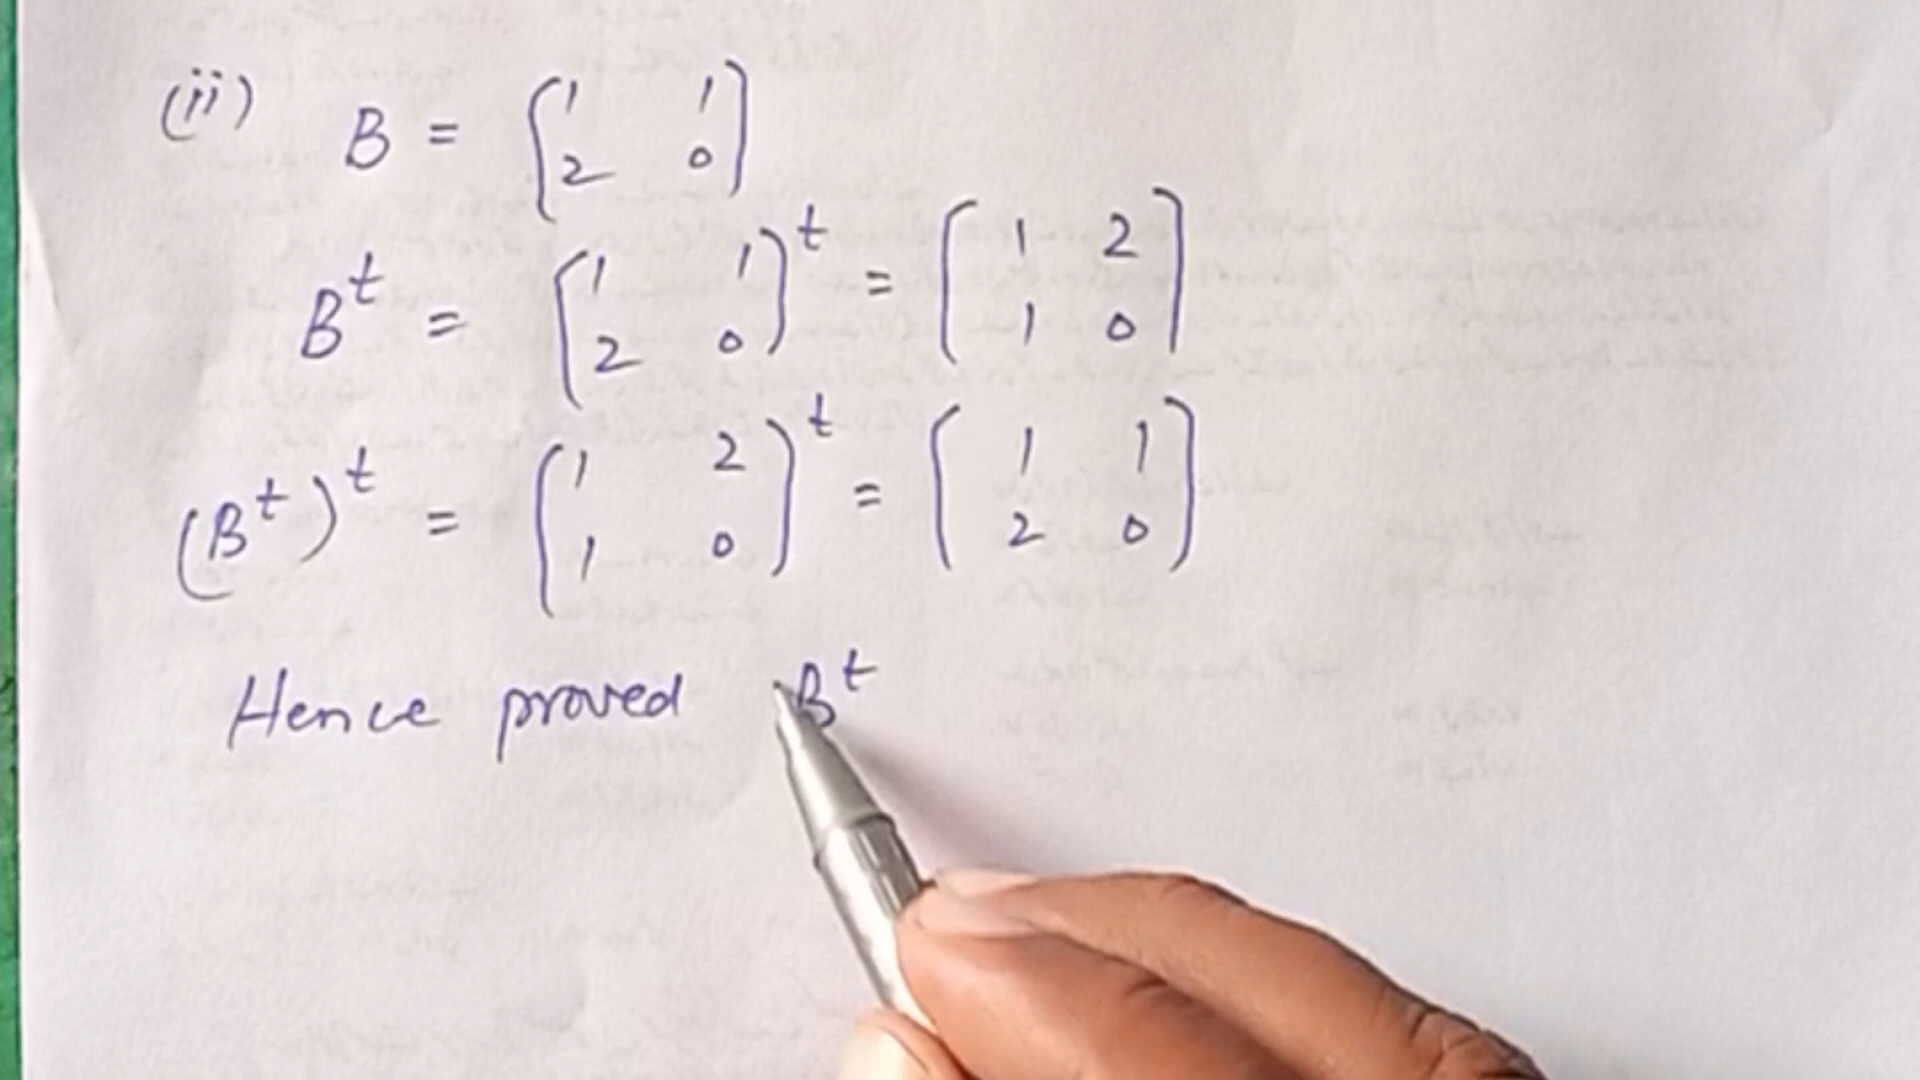 (ii) B = [1 1
2 0]
B^t = [1 1
2 0]^t = [1 2
1 0]
(B^t)^t = [1 2
1 0]^t = [1 1
2 0]
Hence proved B^t